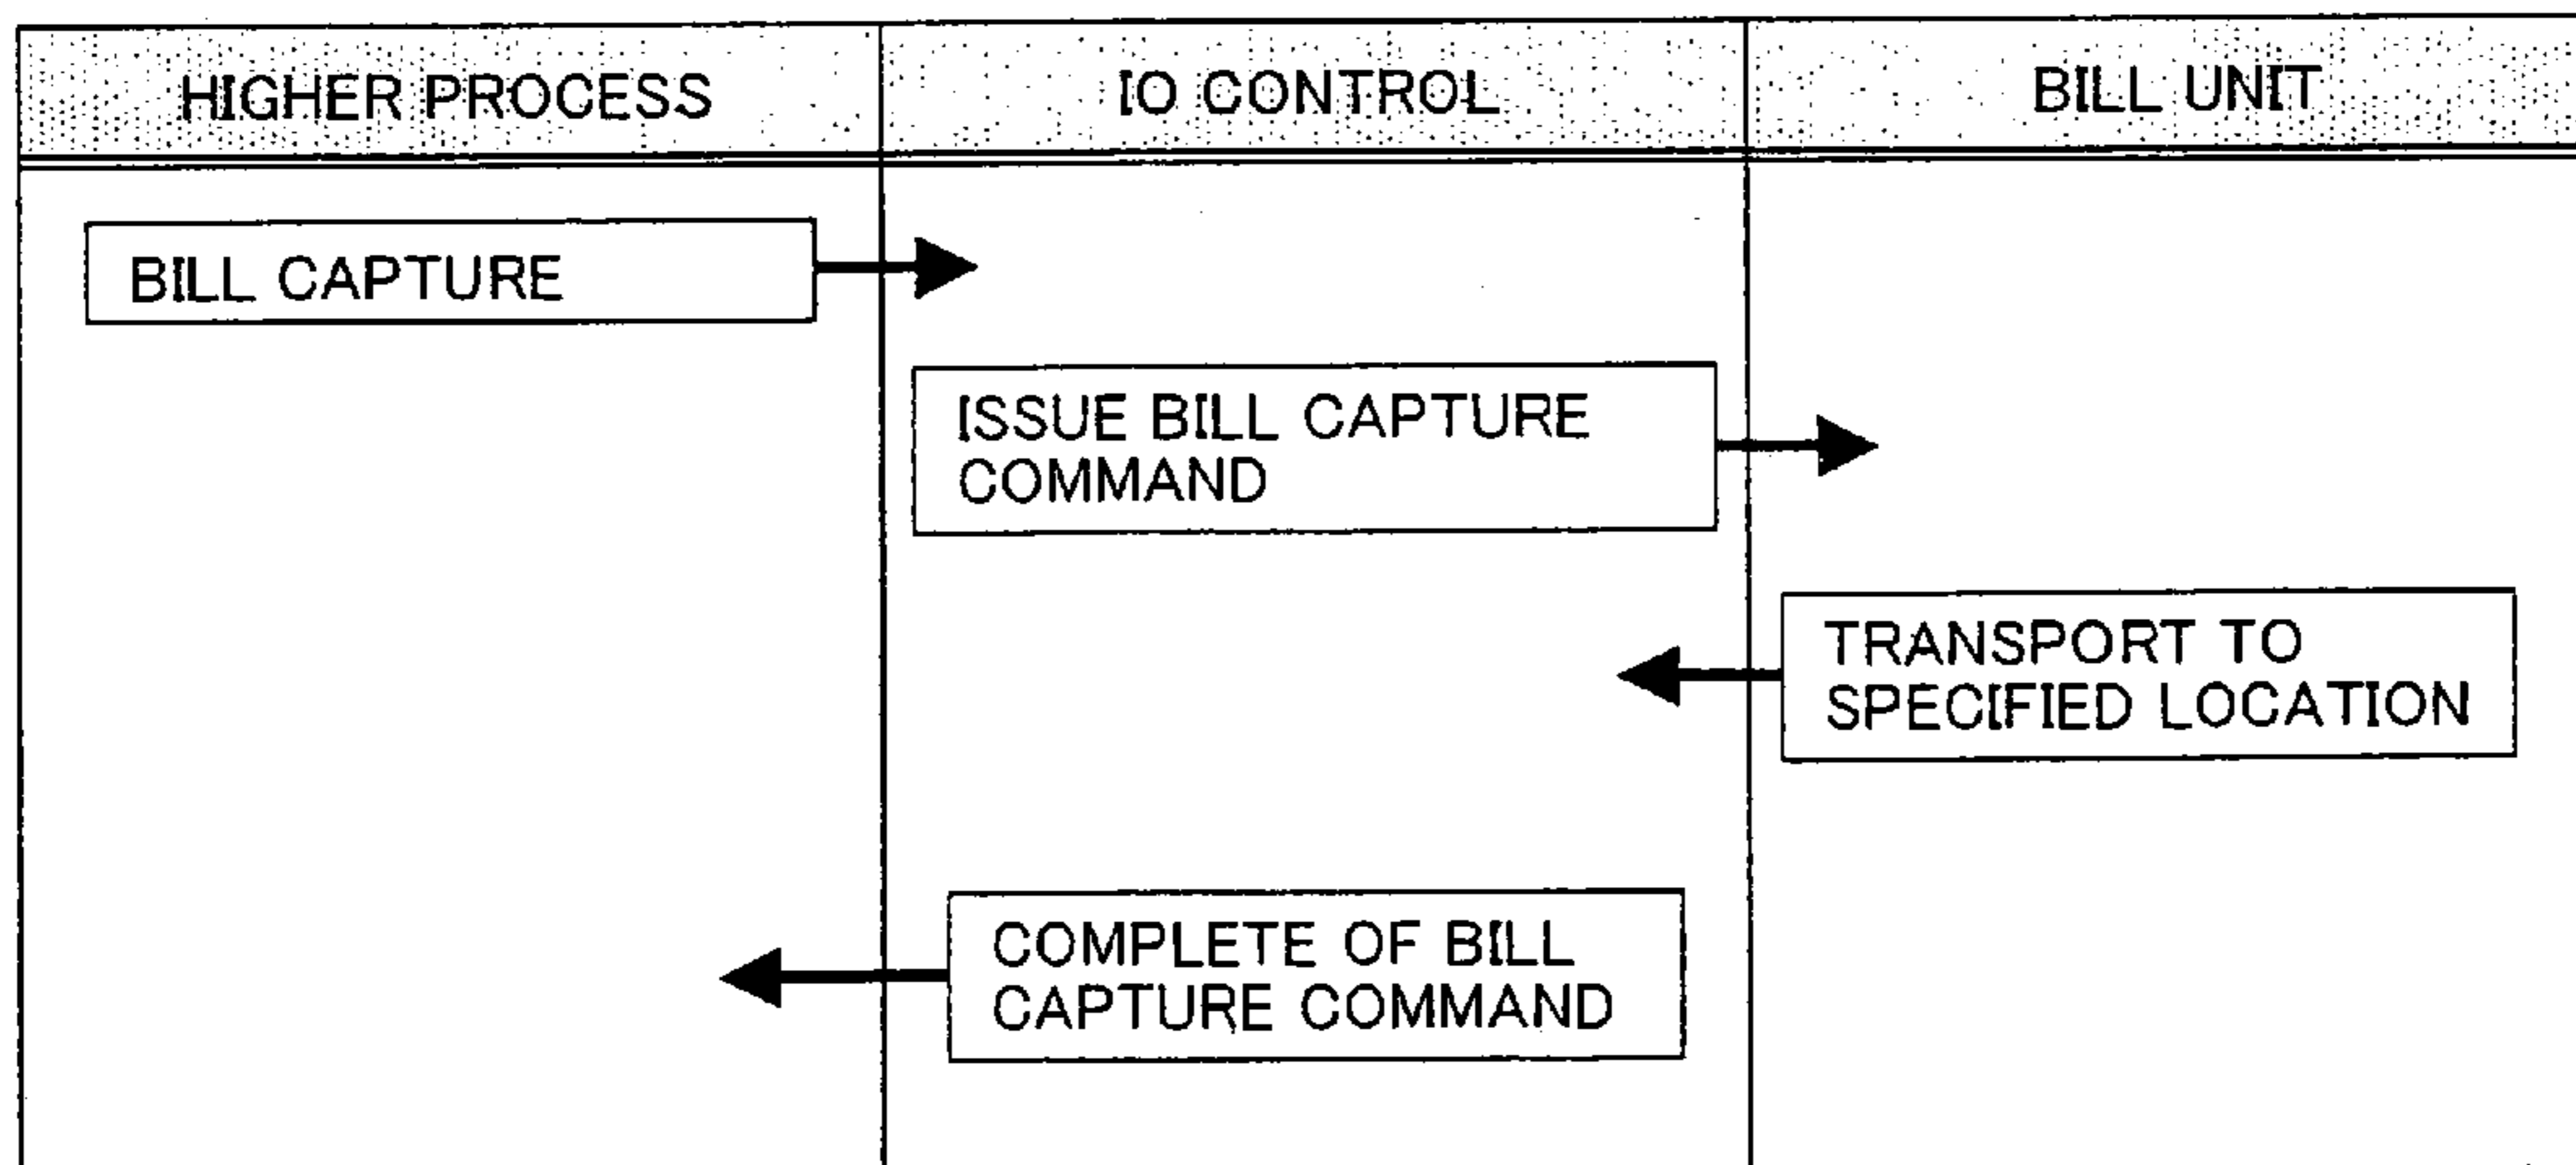 HIGHER PROCESS
IO CONTROL
BILL UNIT
BILL CAPTURE
ISSUE BILL CAPTURE
COMMAND
TRANSPORT TO
SPECIFIED LOCATION
COMPLETE OF BILL
CAPTURE COMMAND